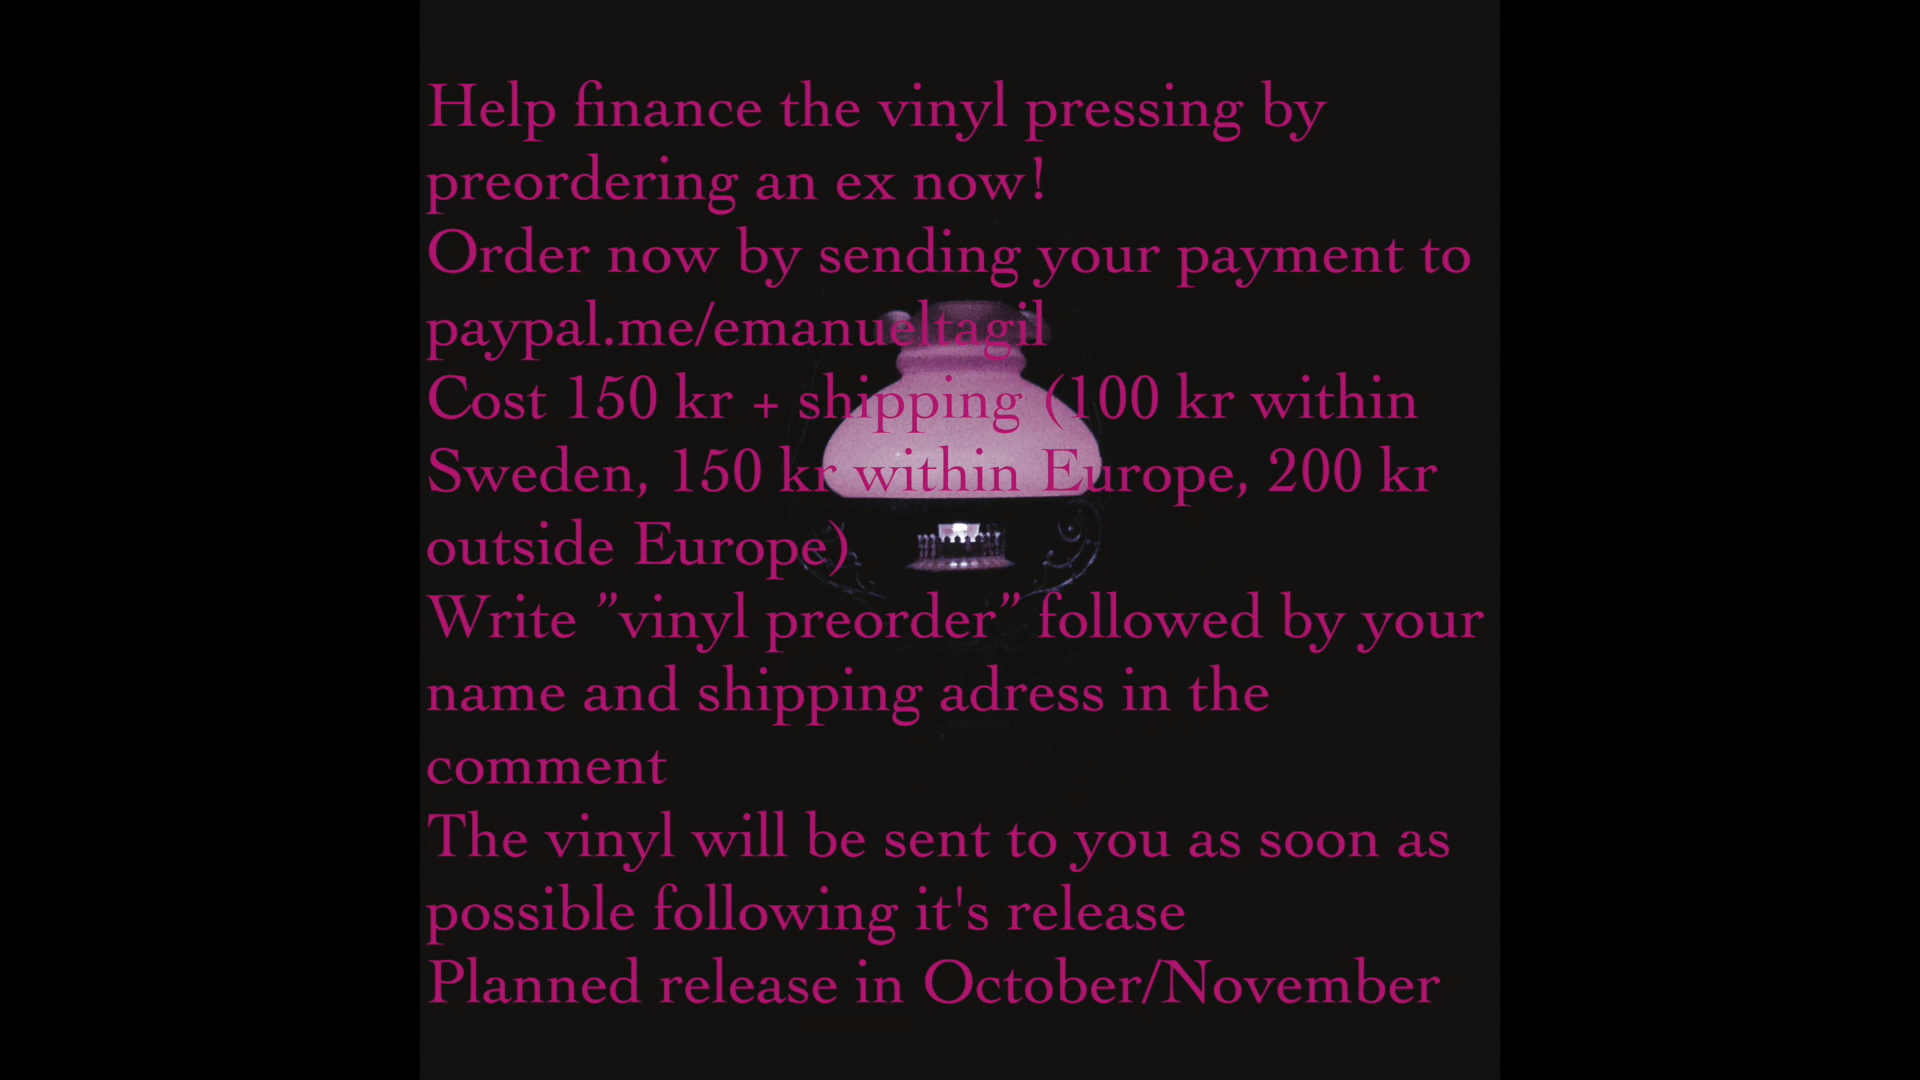 Help finance the vinyl pressing by
preordering an ex now!
Order now by sending your payment to
paypal.me/emanueltagil
Cost 150 kr + shipping (100 kr within
Sweden, 150 kr within Europe, 200 kr
outside Europe)
Write ”vinyl preorder” followed by your
name and shipping adress in the
comment
The vinyl will be sent to you as soon as
possible following it's release
Planned release in October/November